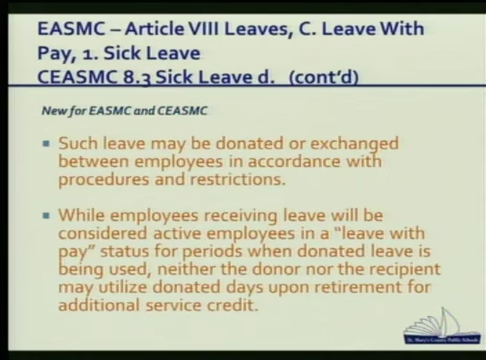 EASMC – Article VIII Leaves, C. Leave With
Pay, 1. Sick Leave
CEASMC 8.3 Sick Leave d. (cont'd)
New for EASMC and CEASMC
Such leave may be donated or exchanged
between employees in accordance with
procedures and restrictions.
While employees receiving leave will be
considered active employees in a "leave with
pay" status for periods when donated leave is
being used, neither the donor nor the recipient
may utilize donated days upon retirement for
additional service credit.
St. Mary's County Public Schools